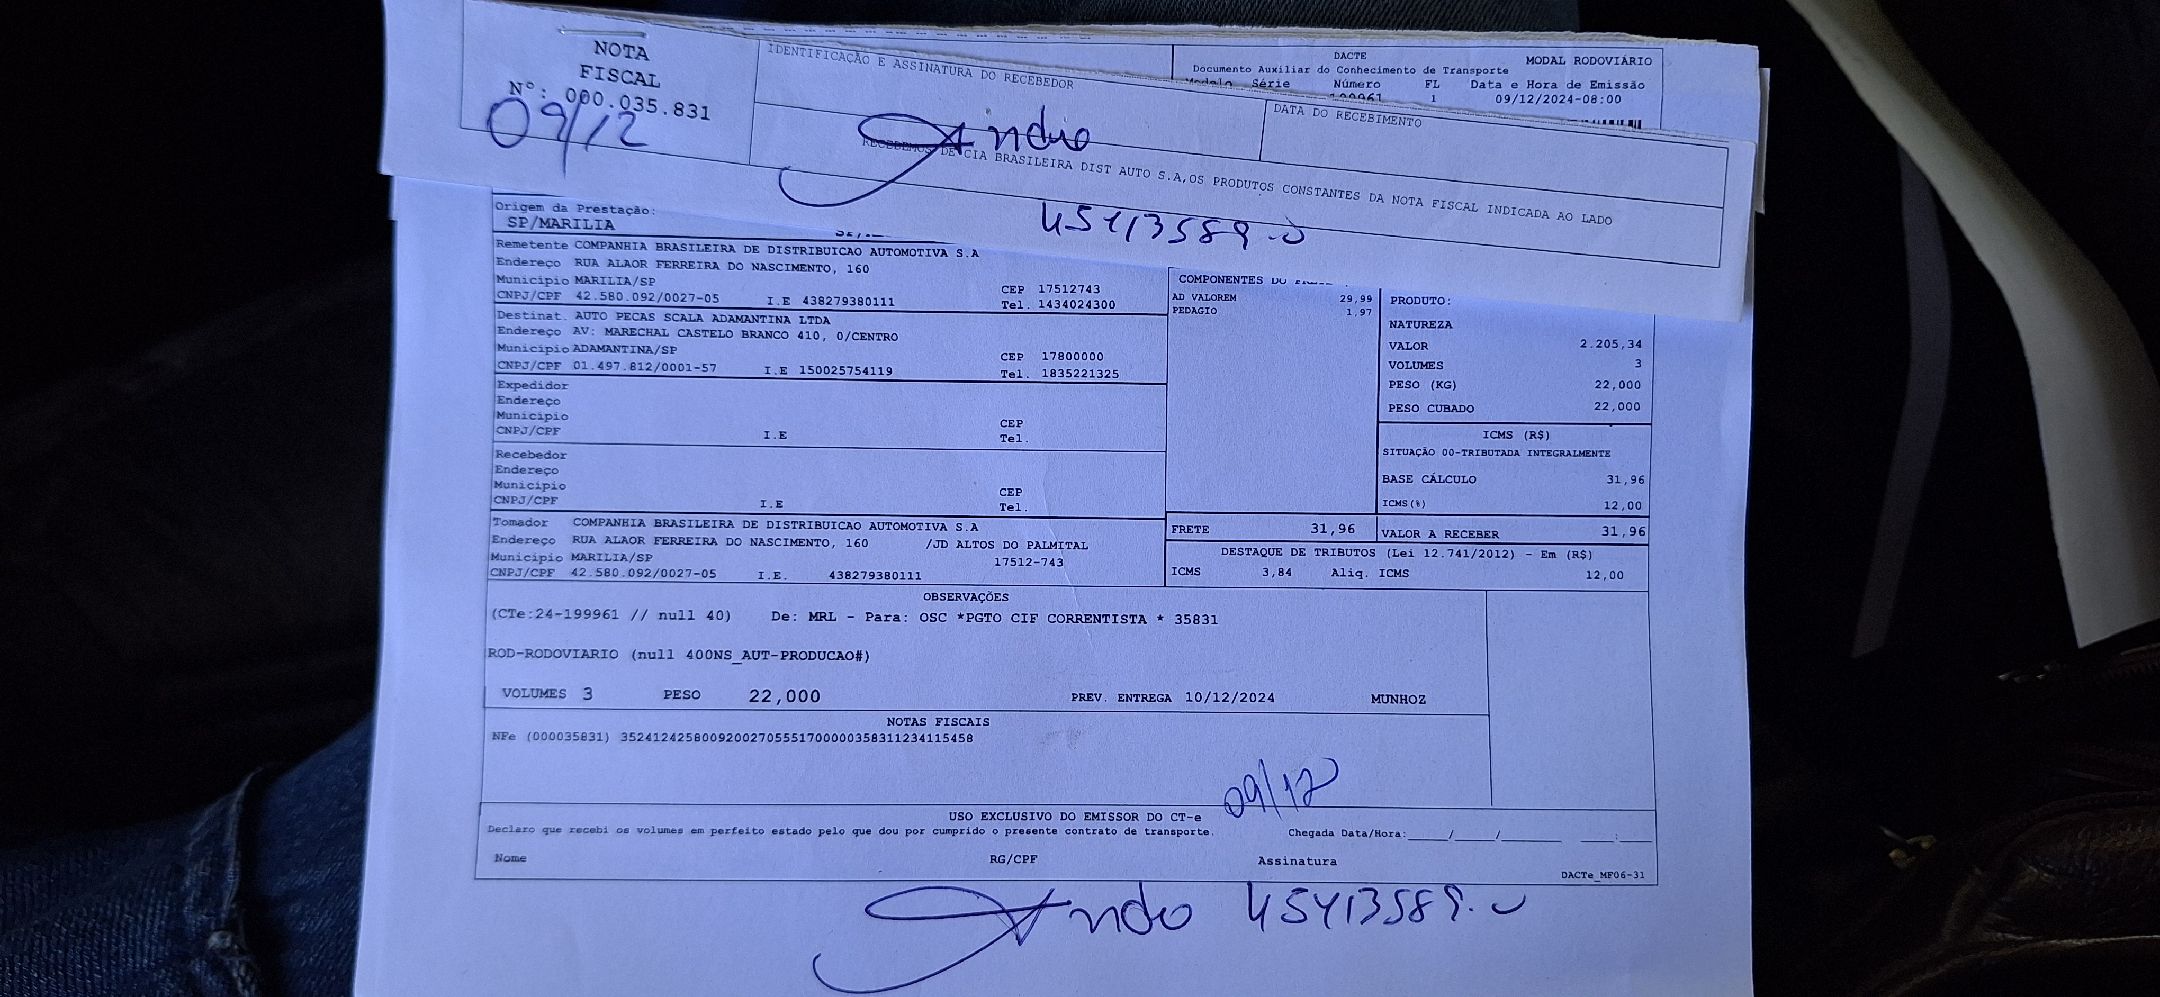 NOTA
FISCAL
Nº: 000.035.831
09/12
IDENTIFICAÇÃO E ASSINATURA DO RECEBEDOR
DATA DO RECEBIMENTO
RECEBEMOS DE CIA BRASILEIRA DIST AUTO S.A,OS PRODUTOS CONSTANTES DA NOTA FISCAL INDICADA AO LADO
DACTE
MODAL RODOVIÁRIO
Documento Auxiliar do Conhecimento de Transporte
Modelo Série Número FL Data e Hora de Emissão
199961 1 09/12/2024-08:00
Origem da Prestação:
SP/MARILIA
Remetente COMPANHIA BRASILEIRA DE DISTRIBUICAO AUTOMOTIVA S.A
Endereço RUA ALAOR FERREIRA DO NASCIMENTO, 160
Município MARILIA/SP CEP 17512743
CNPJ/CPF 42.580.092/0027-05 I.E 438279380111 Tel. 1434024300
Destinat. AUTO PECAS SCALA ADAMANTINA LTDA
Endereço AV: MARECHAL CASTELO BRANCO 410, 0/CENTRO
Município ADAMANTINA/SP CEP 17800000
CNPJ/CPF 01.497.812/0001-57 I.E 150025754119 Tel. 1835221325
Expedidor
Endereço
Município CEP
CNPJ/CPF I.E Tel.
Recebedor
Endereço
Município CEP
CNPJ/CPF I.E Tel.
Tomador COMPANHIA BRASILEIRA DE DISTRIBUICAO AUTOMOTIVA S.A
Endereço RUA ALAOR FERREIRA DO NASCIMENTO, 160 /JD ALTOS DO PALMITAL
Município MARILIA/SP 17512-743
CNPJ/CPF 42.580.092/0027-05 I.E. 438279380111
COMPONENTES DO
AD VALOREM 29,99
PEDAGIO 1,97
PRODUTO:
NATUREZA
VALOR 2.205,34
VOLUMES 3
PESO (KG) 22,000
PESO CUBADO 22,000
ICMS (R$)
SITUAÇÃO 00-TRIBUTADA INTEGRALMENTE
BASE CÁLCULO 31,96
ICMS(%) 12,00
FRETE 31,96 VALOR A RECEBER 31,96
DESTAQUE DE TRIBUTOS (Lei 12.741/2012) - Em (R$)
ICMS 3,84 Aliq. ICMS 12,00
OBSERVAÇÕES
(CTe:24-199961 // null 40) De: MRL - Para: OSC *PGTO CIF CORRENTISTA * 35831
ROD-RODOVIARIO (null 400NS_AUT-PRODUCAO#)
VOLUMES 3 PESO 22,000 PREV. ENTREGA 10/12/2024 MUNHOZ
NOTAS FISCAIS
NFe (000035831) 35241242580092002705551700000358311234115458
09/12
USO EXCLUSIVO DO EMISSOR DO CT-e
Declaro que recebi os volumes em perfeito estado pelo que dou por cumprido o presente contrato de transporte. Chegada Data/Hora:____/____/________ ____:____
Nome RG/CPF Assinatura
DACTe_MF06-31